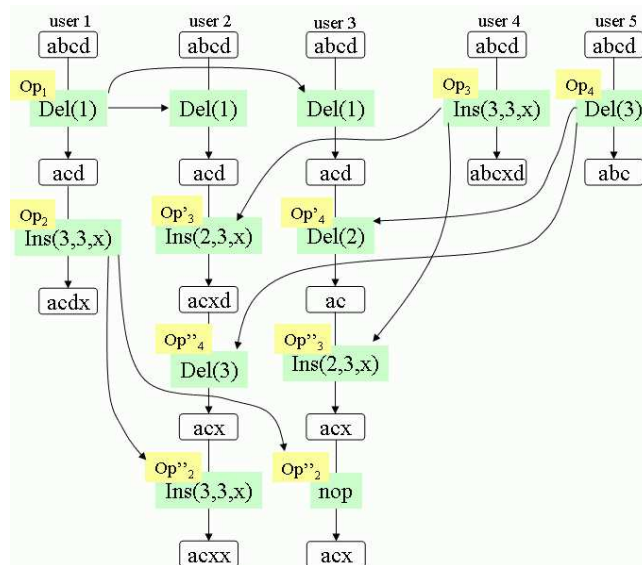 user 1 user 2 user 3 user 4 user 5
abcd abcd abcd abcd abcd
Op1 Op3 Op4
Del(1) Del(1) Del(1) Ins(3,3,x) Del(3)
acd acd acd abcxd abc
Op2 Op'3 Op'4
Ins(3,3,x) Ins(2,3,x) Del(2)
acdx acxd ac
Op''4 Op''3
Del(3) Ins(2,3,x)
acx acx
Op''2 Op''2
Ins(3,3,x) nop
acxx acx